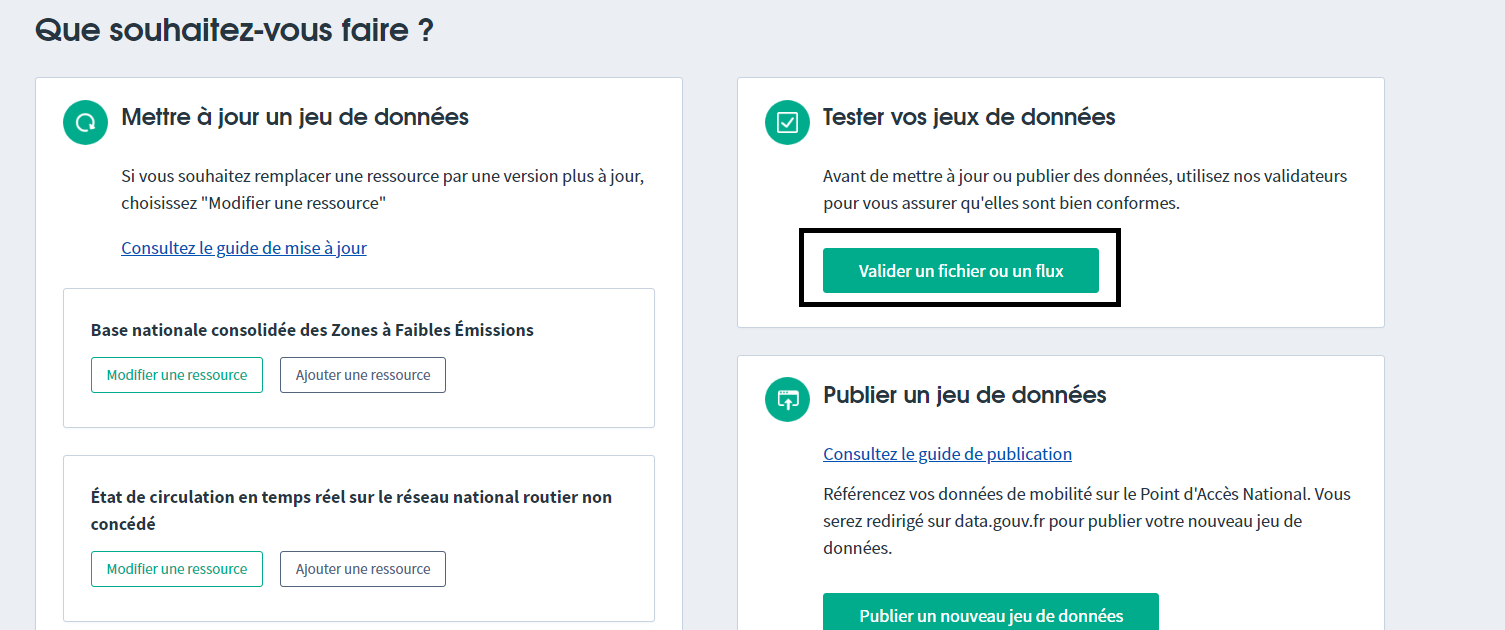 Que souhaitez-vous faire ?
Mettre à jour un jeu de données
Si vous souhaitez remplacer une ressource par une version plus à jour,
choisissez "Modifier une ressource"
Consultez le guide de mise à jour
Base nationale consolidée des Zones à Faibles Émissions
Modifier une ressource
Ajouter une ressource
État de circulation en temps réel sur le réseau national routier non
concédé
Modifier une ressource
Ajouter une ressource
Tester vos jeux de données
Avant de mettre à jour ou publier des données, utilisez nos validateurs
pour vous assurer qu'elles sont bien conformes.
Valider un fichier ou un flux
Publier un jeu de données
Consultez le guide de publication
Référencez vos données de mobilité sur le Point d'Accès National. Vous
serez redirigé sur data.gouv.fr pour publier votre nouveau jeu de
données.
Publier un nouveau jeu de données